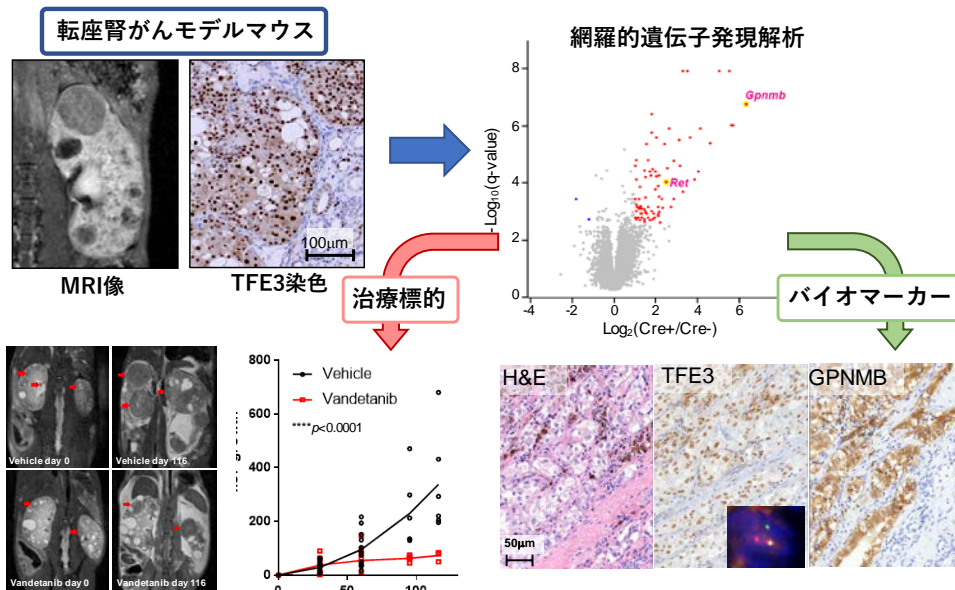 転座腎がんモデルマウス
MRI像
TFE3染色
100μm
網羅的遺伝子発現解析
-Log10(q-value)
8
6
4
2
0
Gpnmb
Ret
-4
-2
0
2
4
6
Log2(Cre+/Cre-)
治療標的
バイオマーカー
Vehicle day 0
Vehicle day 116
Vandetanib day 0
Vandetanib day 116
800
600
400
200
0
Vehicle
Vandetanib
****p<0.0001
0
50
100
H&E
TFE3
GPNMB
50μm